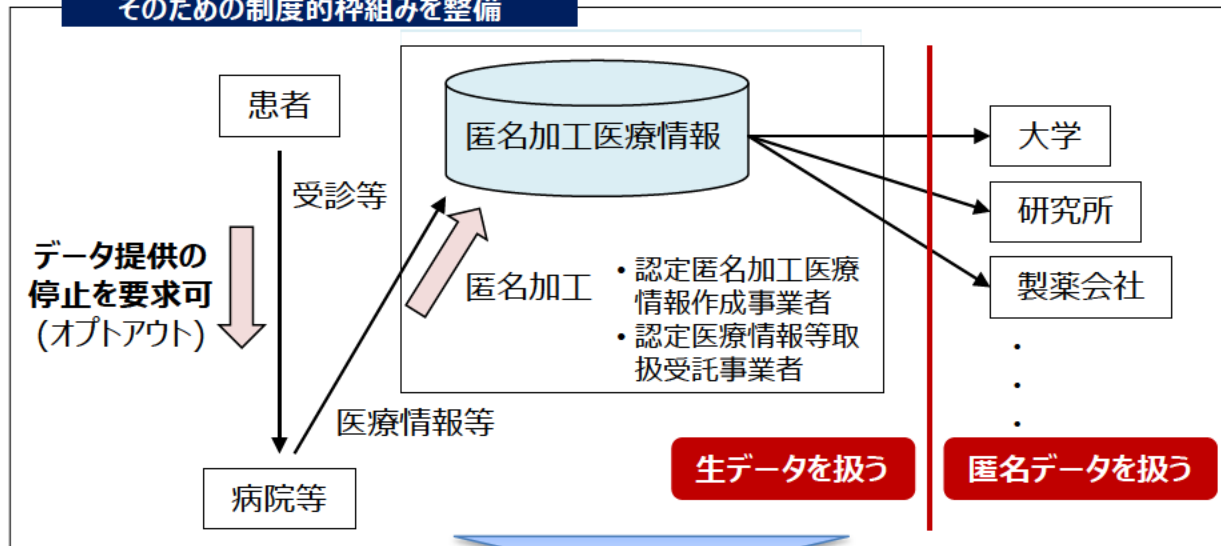 そのための制度的枠組みを整備
患者
受診等
データ提供の
停止を要求可
(オプトアウト)
病院等
医療情報等
匿名加工医療情報
匿名加工
・認定匿名加工医療
情報作成事業者
・認定医療情報等取
扱受託事業者
大学
研究所
製薬会社
・
・
・
生データを扱う
匿名データを扱う